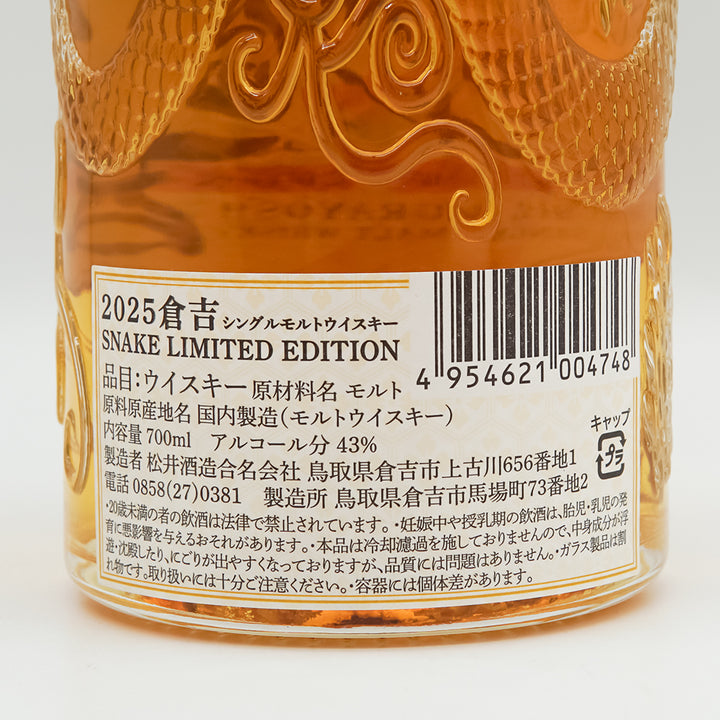 2025倉吉 シングルモルトウイスキー
SNAKE LIMITED EDITION
品目:ウイスキー 原材料名 モルト
原料原産地名 国内製造(モルトウイスキー)
内容量 700ml アルコール分 43%
製造者 松井酒造合名会社 鳥取県倉吉市上古川656番地1
電話 0858(27)0381 製造所 鳥取県倉吉市馬場町73番地2
・20歳未満の者の飲酒は法律で禁止されています。・妊娠中や授乳期の飲酒は、胎児・乳児の発
育に悪影響を与えるおそれがあります。・本品は冷却濾過を施しておりませんので、中身成分が浮
遊・沈殿したり、にごりが出やすくなっておりますが、品質には問題はありません。・ガラス製品は割
れ物です。取り扱いには十分ご注意ください。・容器には個体差があります。
4 954621 004748
キャップ
プラ